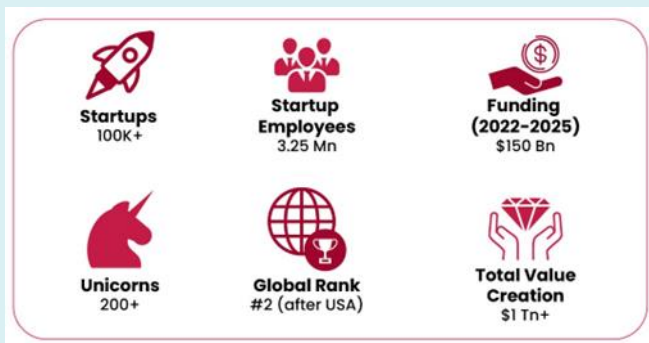 Startups
100K+
Startup
Employees
3.25 Mn
Funding
(2022-2025)
$150 Bn
Unicorns
200+
Global Rank
#2 (after USA)
Total Value
Creation
$1 Tn+